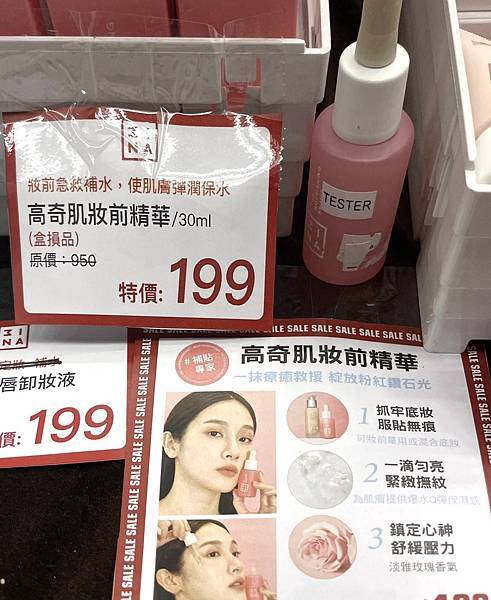 3I
NA
妝前急救補水，使肌膚彈潤保水
高奇肌妝前精華/30ml
(盒損品)
原價：950
特價: 199
TESTER
3I
NA
唇卸妝液
價: 199
SALE SALE SALE SALE SALE SALE SALE SALE
#補貼
專家
高奇肌妝前精華
一抹療癒救援 綻放粉紅鑽石光
1 抓牢底妝
服貼無痕
可妝前單用或混合底妝
2 一滴勻亮
緊緻撫紋
為肌膚提供爆水Q彈保濕感
3 鎮定心神
舒緩壓力
淡雅玫瑰香氣